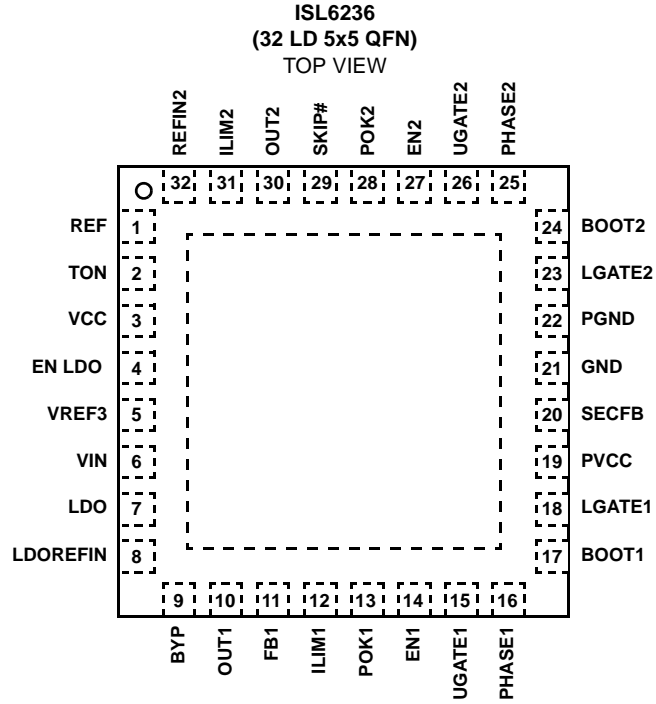 ISL6236
(32 LD 5x5 QFN)
TOP VIEW
REFIN2
ILIM2
OUT2
SKIP#
POK2
EN2
UGATE2
PHASE2
32 31 30 29 28 27 26 25
REF 1
TON 2
VCC 3
EN LDO 4
VREF3 5
VIN 6
LDO 7
LDOREFIN 8
24 BOOT2
23 LGATE2
22 PGND
21 GND
20 SECFB
19 PVCC
18 LGATE1
17 BOOT1
9 10 11 12 13 14 15 16
BYP
OUT1
FB1
ILIM1
POK1
EN1
UGATE1
PHASE1